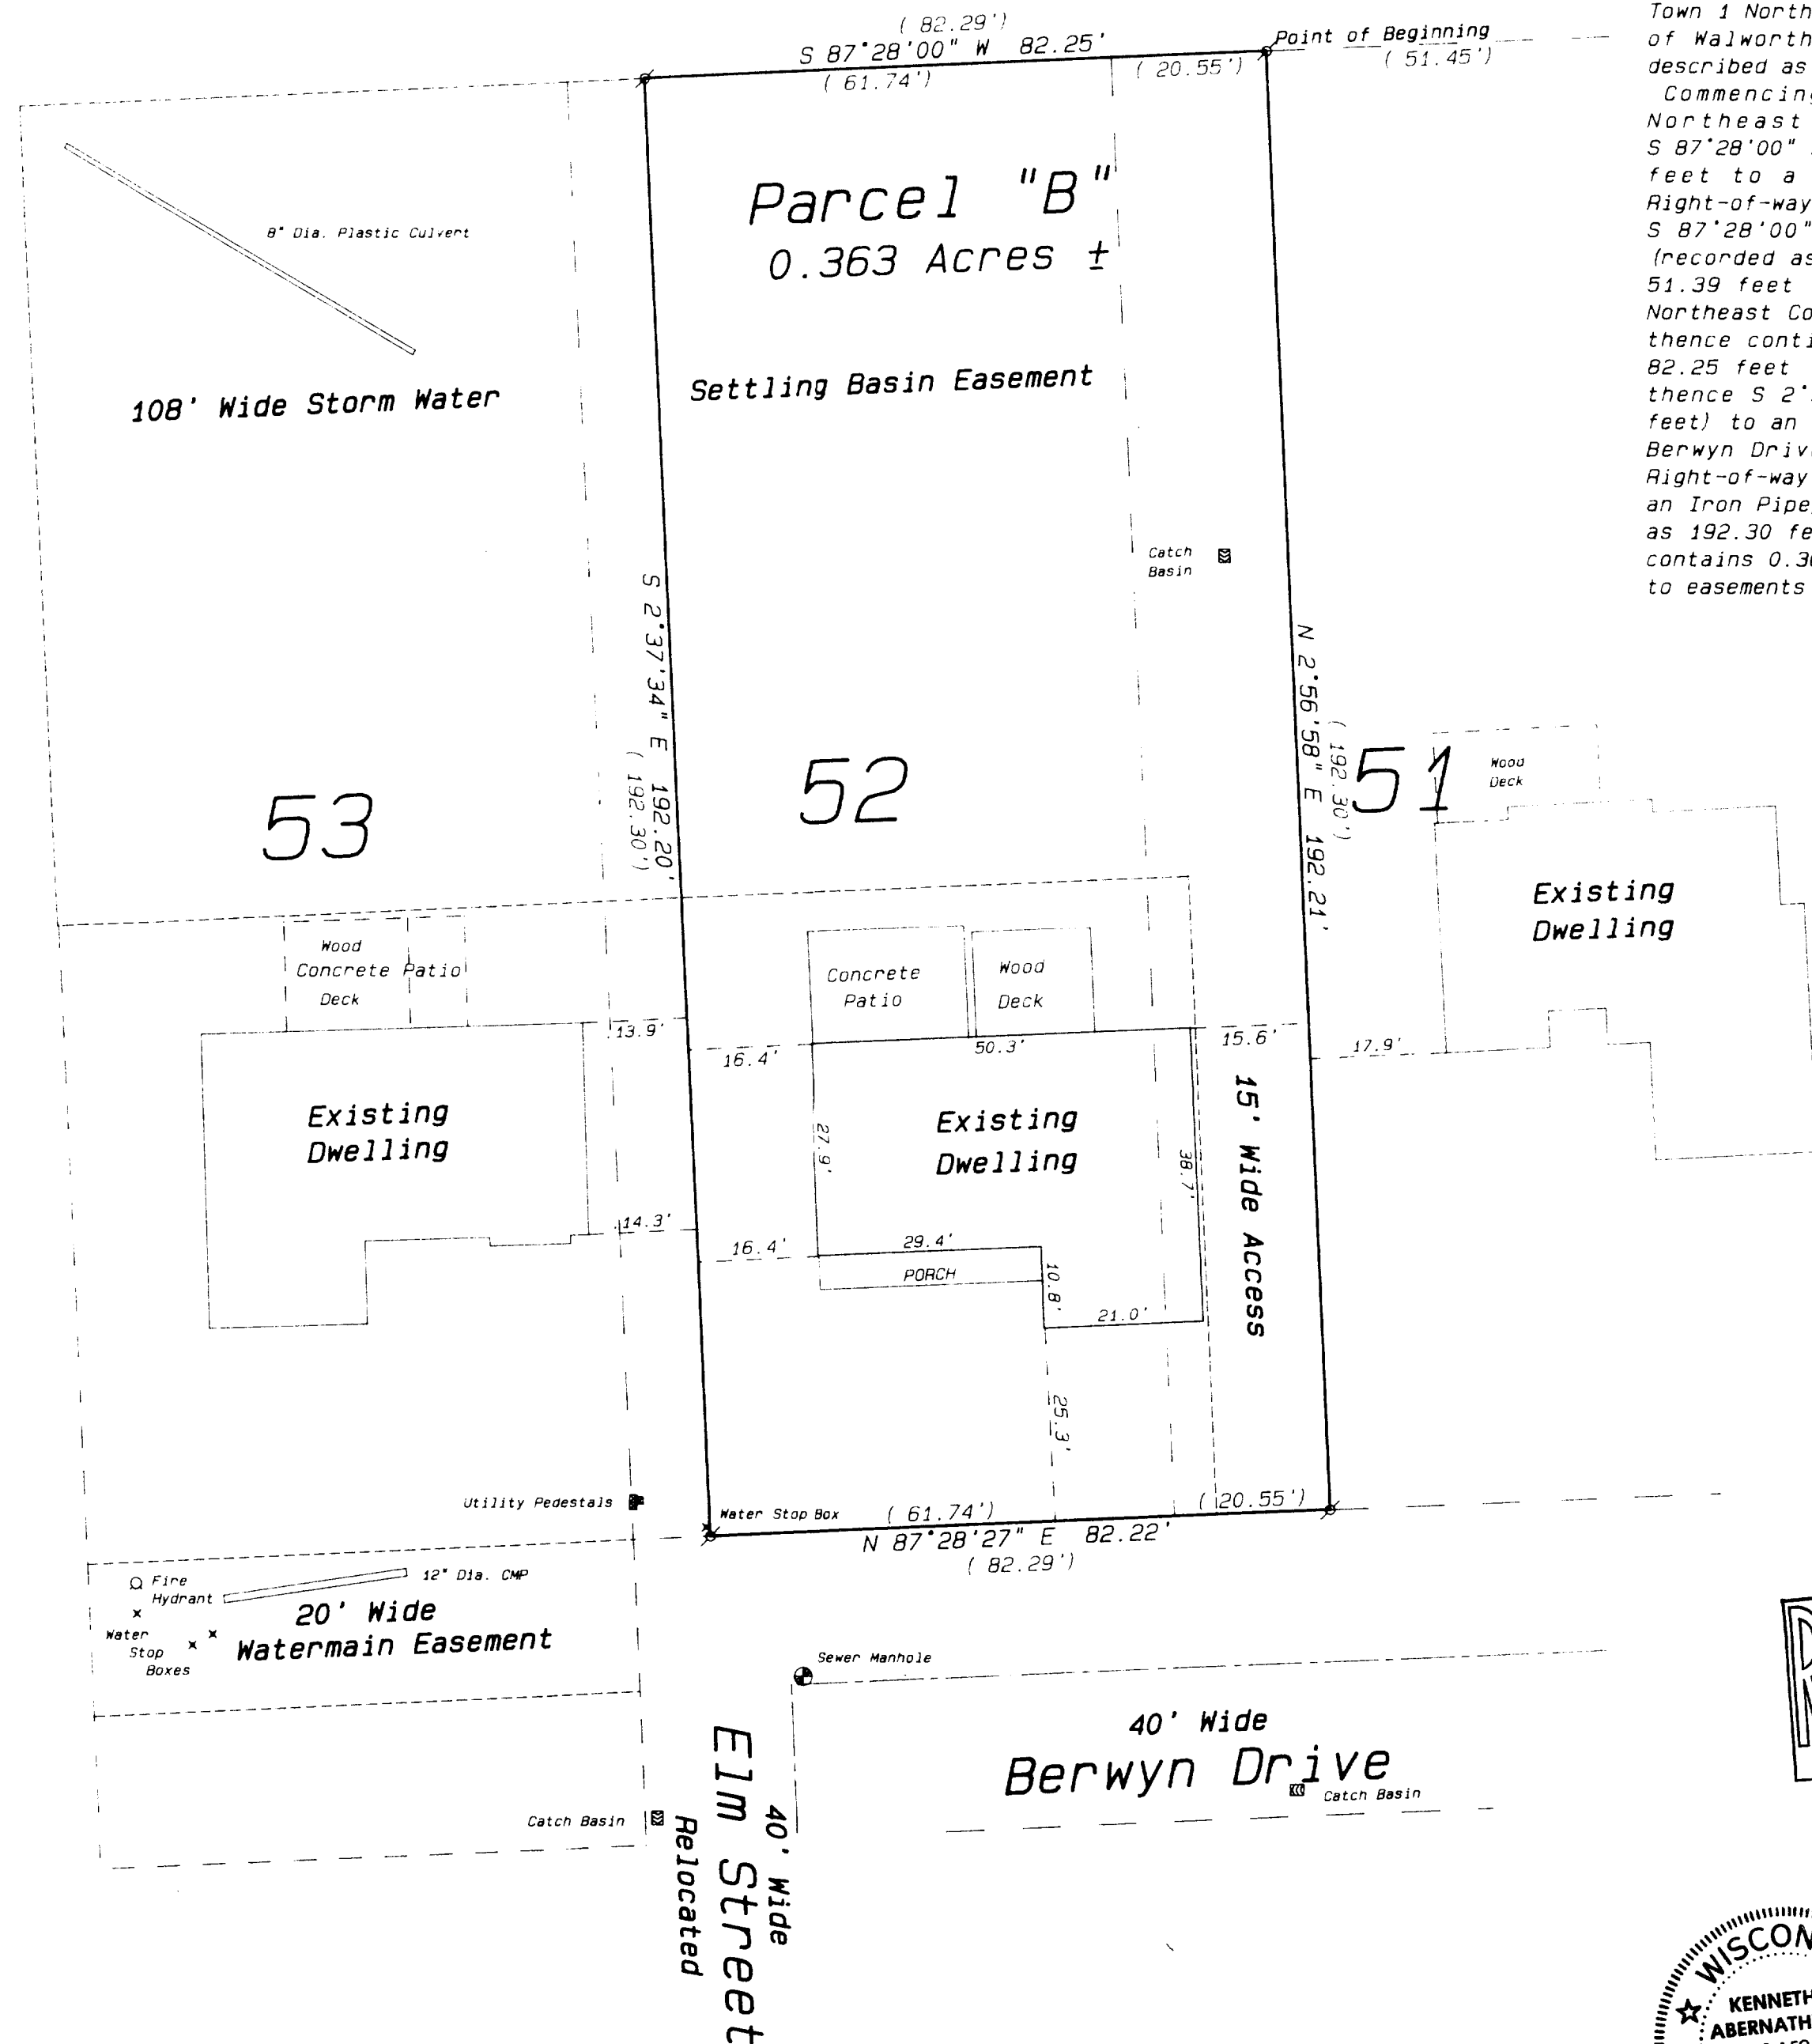 ( 82.29')
S 87°28'00" W 82.25'
( 61.74')
( 20.55')
Point of Beginning
( 51.45')
Town 1 North
of Walworth
described as
Commencing
Northeast
S 87°28'00"
feet to a
Right-of-way
S 87°28'00"
(recorded as
51.39 feet
Northeast Co
thence conti
82.25 feet
thence S 2°
feet) to an
Berwyn Driv
Right-of-way
an Iron Pipe
as 192.30 fe
contains 0.36
to easements
Parcel "B"
0.363 Acres ±
8" Dia. Plastic Culvert
108' Wide Storm Water
Settling Basin Easement
Catch
Basin
S 2°37'34" E 192.20'
( 192.30')
N 2°56'58" E 192.21'
( 192.30')
53
52
51
Wood
Deck
Existing
Dwelling
Wood
Concrete Patio
Deck
Concrete
Patio
Wood
Deck
13.9'
16.4'
50.3'
15.6'
17.9'
Existing
Dwelling
27.9'
Existing
Dwelling
38.7'
15' Wide Access
14.3'
16.4'
29.4'
PORCH
10.8'
21.0'
25.3'
Utility Pedestals
Water Stop Box
( 61.74')
( 20.55')
N 87°28'27" E 82.22'
( 82.29')
Fire
Hydrant
12" Dia. CMP
20' Wide
Watermain Easement
Water
Stop
Boxes
Sewer Manhole
40' Wide
Berwyn Drive
Catch Basin
Catch Basin
40' Wide
Elm Street
Relocated
WISCON
KENNETH
ABERNATH